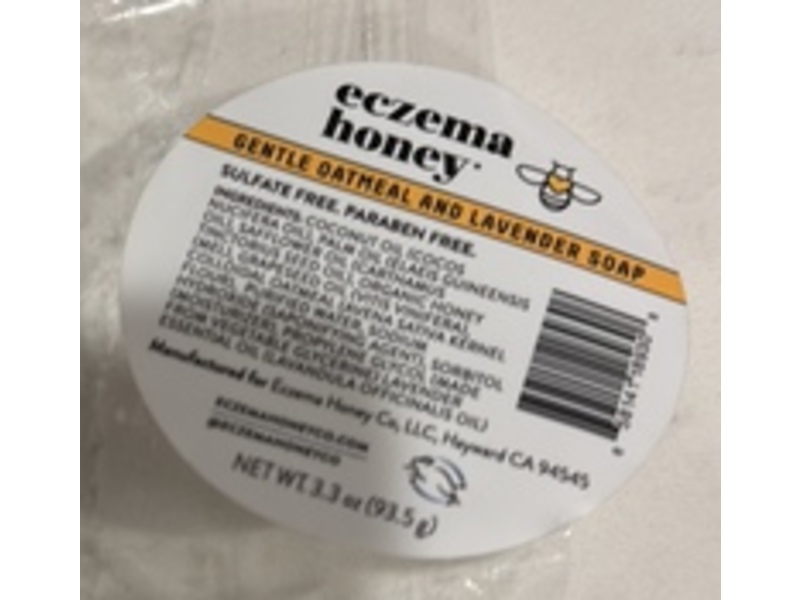 eczema
honey
GENTLE OATMEAL AND LAVENDER SOAP
SULFATE FREE. PARABEN FREE.
INGREDIENTS: COCONUT OIL (COCOS
NUCIFERA OIL), PALM OIL (ELAEIS GUINEENSIS
OIL), SAFFLOWER OIL (CARTHAMUS
TINCTORIUS SEED OIL), ORGANIC HONEY
(MEL), GRAPESEED OIL (VITIS VINIFERA),
COLLOIDAL OATMEAL (AVENA SATIVA KERNEL
FLOUR), PURIFIED WATER, SODIUM
HYDROXIDE (SAPONIFYING AGENT), SORBITOL
(MOISTURIZER), PROPYLENE GLYCOL (MADE
FROM VEGETABLE GLYCERINE), LAVENDER
ESSENTIAL OIL (LAVANDULA OFFICINALIS OIL)
Manufactured for Eczema Honey Co, LLC, Hayward CA 94545
ECZEMAHONEYCO.COM
@ECZEMAHONEYCO
NET WT. 3.3 oz (93.5 g)